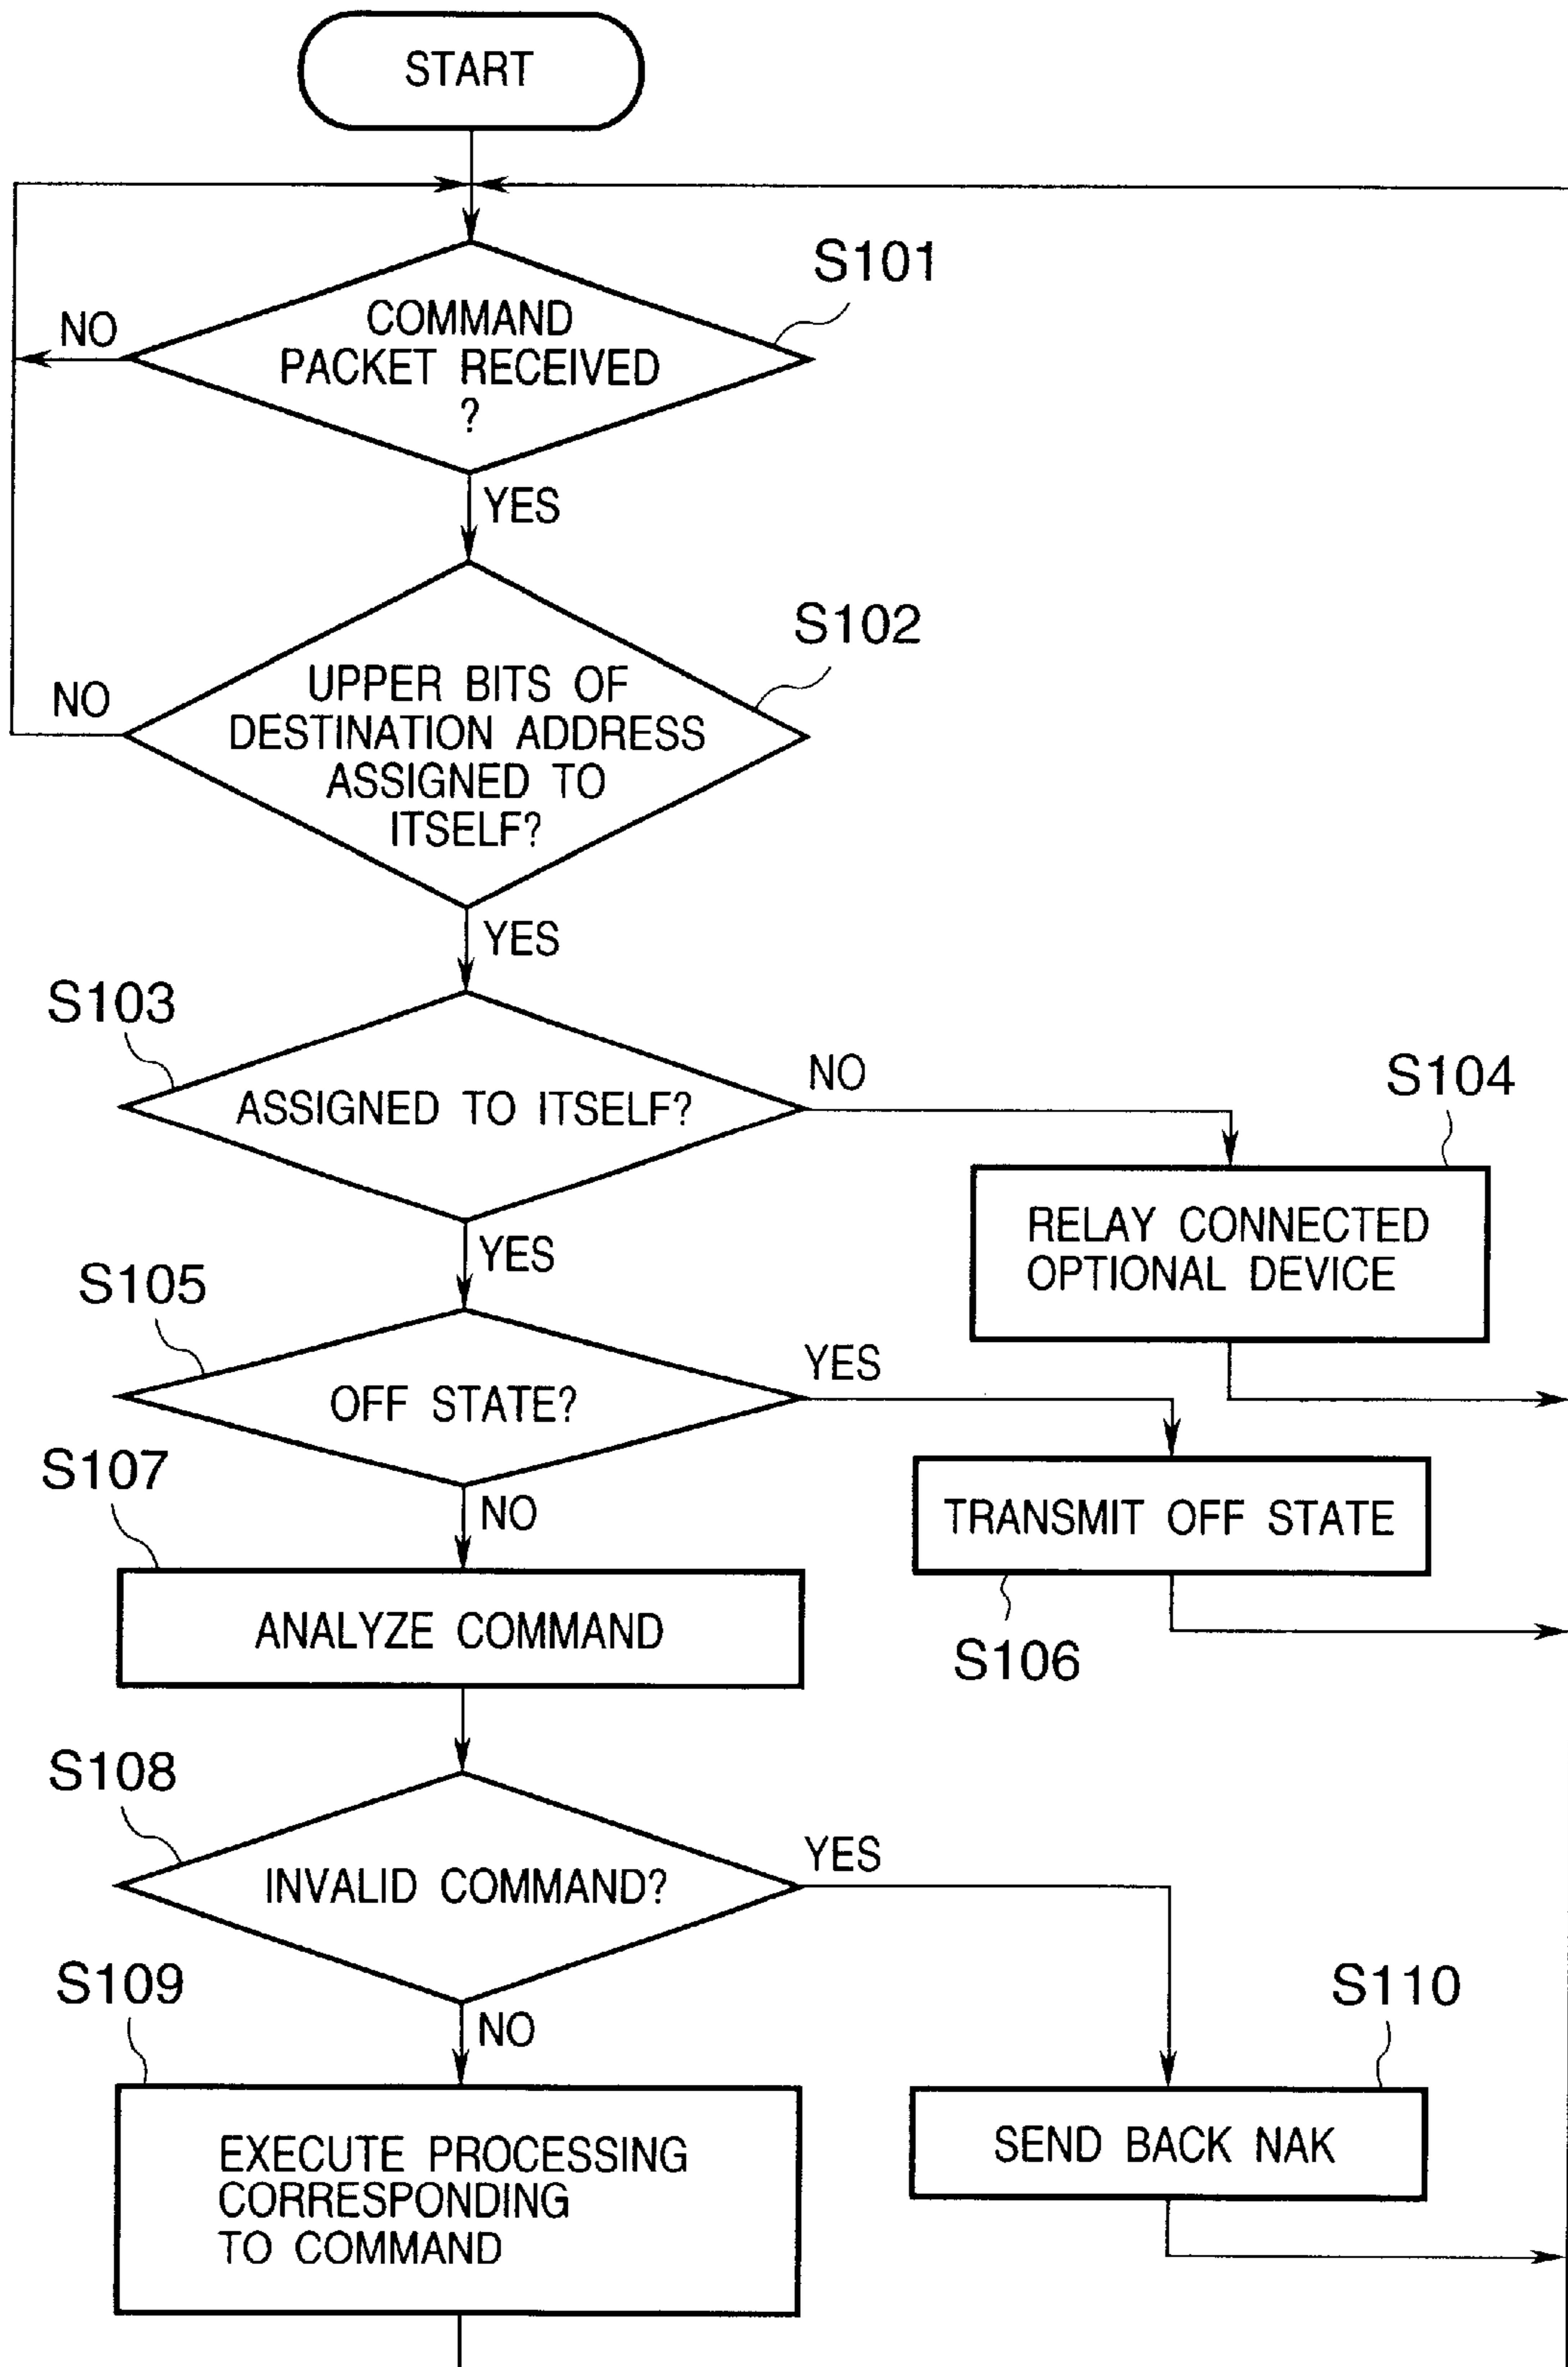 START
S101
NO
COMMAND
PACKET RECEIVED
?
YES
S102
NO
UPPER BITS OF
DESTINATION ADDRESS
ASSIGNED TO
ITSELF?
YES
S103
ASSIGNED TO ITSELF?
NO
S104
RELAY CONNECTED
OPTIONAL DEVICE
YES
S105
OFF STATE?
YES
TRANSMIT OFF STATE
S106
NO
S107
ANALYZE COMMAND
S108
INVALID COMMAND?
YES
S110
SEND BACK NAK
NO
S109
EXECUTE PROCESSING
CORRESPONDING
TO COMMAND